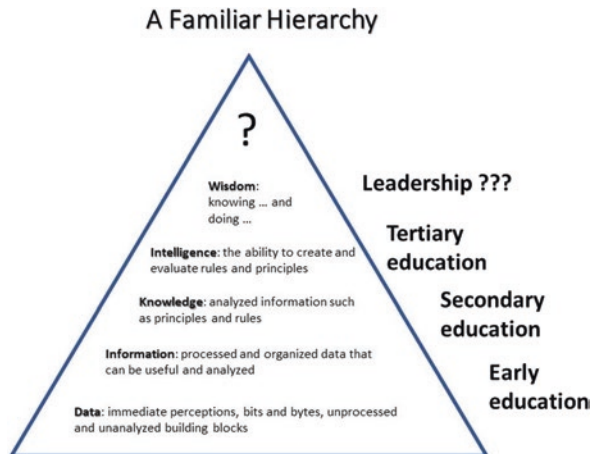 A Familiar Hierarchy
?
Wisdom:
knowing ... and
doing ...
Leadership ???
Intelligence: the ability to create and
evaluate rules and principles
Tertiary
education
Knowledge: analyzed information such
as principles and rules
Secondary
education
Information: processed and organized data that
can be useful and analyzed
Early
education
Data: immediate perceptions, bits and bytes, unprocessed
and unanalyzed building blocks